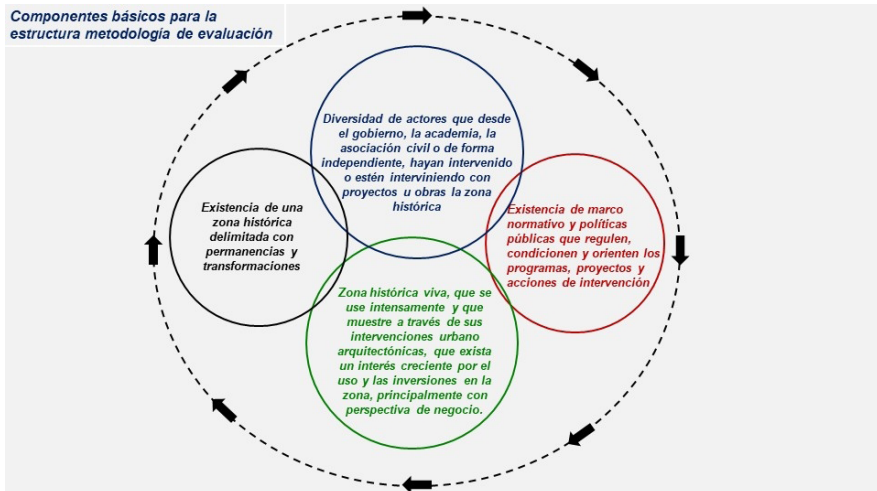 Componentes básicos para la
estructura metodología de evaluación
Diversidad de actores que desde
el gobierno, la academia, la
asociación civil o de forma
independiente, hayan intervenido
o estén interviniendo con
proyectos u obras la zona
histórica
Existencia de una
zona histórica
delimitada con
permanencias y
transformaciones
Existencia de marco
normativo y políticas
públicas que regulen,
condicionen y orienten los
programas, proyectos y
acciones de intervención
Zona histórica viva, que se
use intensamente y que
muestre a través de sus
intervenciones urbano
arquitectónicas, que exista
un interés creciente por el
uso y las inversiones en la
zona, principalmente con
perspectiva de negocio.